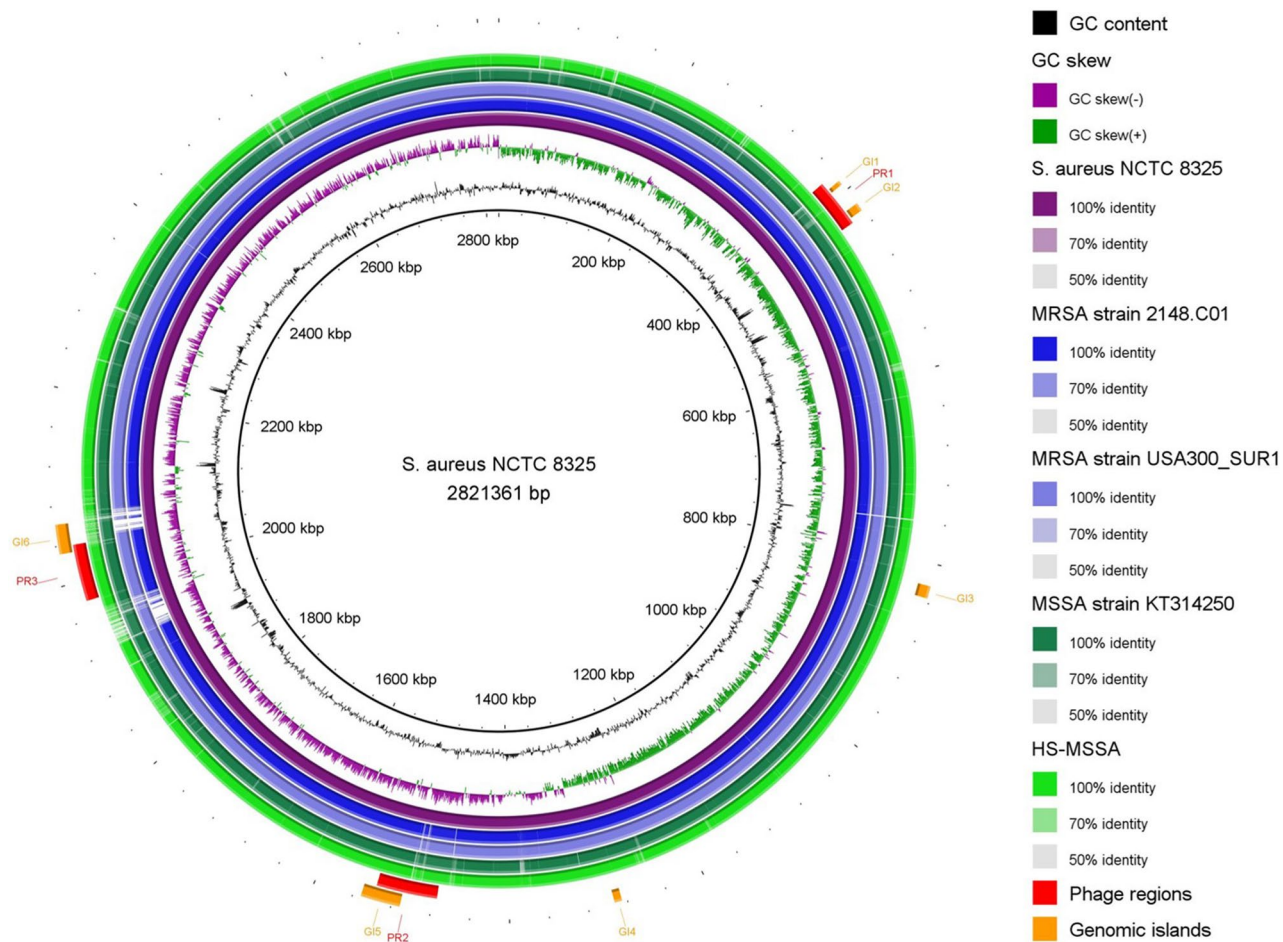 2800 kbp
200 kbp
400 kbp
600 kbp
800 kbp
1000 kbp
1200 kbp
1400 kbp
1600 kbp
1800 kbp
2000 kbp
2200 kbp
2400 kbp
2600 kbp
S. aureus NCTC 8325
2821361 bp
GI1
PR1
GI2
GI3
GI4
PR2
GI5
PR3
GI6
GC content
GC skew
GC skew(-)
GC skew(+)
S. aureus NCTC 8325
100% identity
70% identity
50% identity
MRSA strain 2148.C01
100% identity
70% identity
50% identity
MRSA strain USA300_SUR1
100% identity
70% identity
50% identity
MSSA strain KT314250
100% identity
70% identity
50% identity
HS-MSSA
100% identity
70% identity
50% identity
Phage regions
Genomic islands